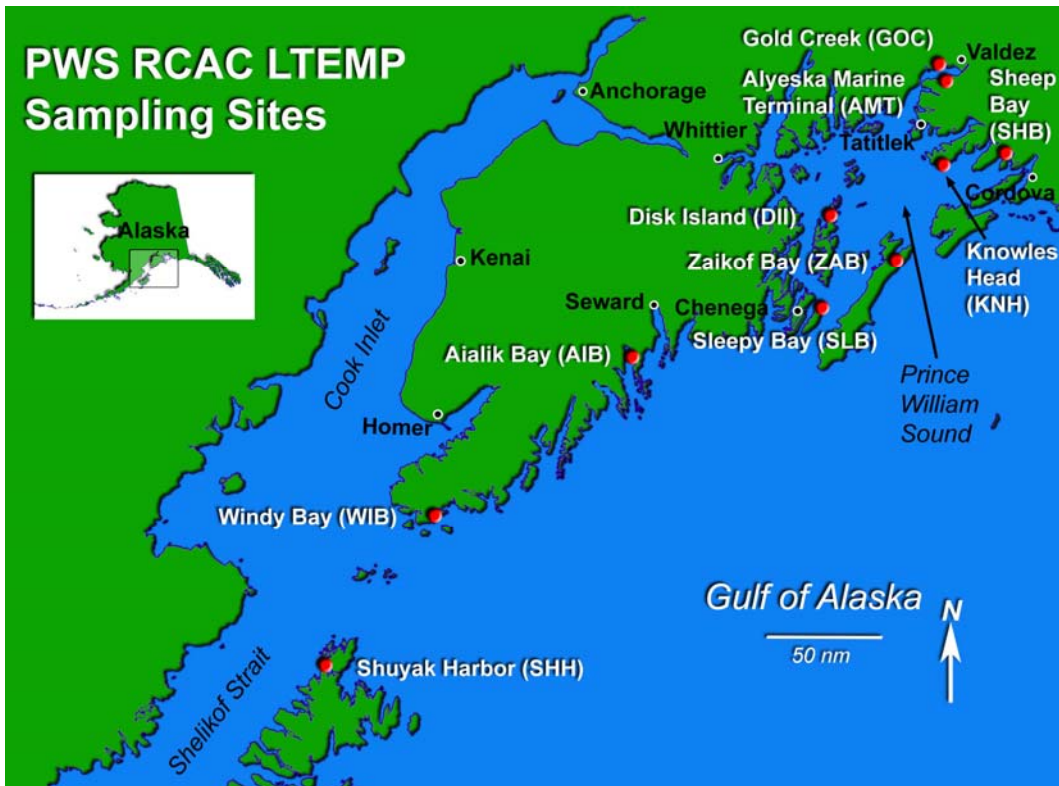 PWS RCAC LTEMP
Sampling Sites
Alaska
Anchorage
Gold Creek (GOC)
Valdez
Alyeska Marine
Terminal (AMT)
Sheep
Bay
(SHB)
Whittier
Tatitlek
Cordova
Disk Island (DII)
Kenai
Zaikof Bay (ZAB)
Knowles
Head
(KNH)
Seward
Chenega
Sleepy Bay (SLB)
Aialik Bay (AIB)
Cook Inlet
Prince
William
Sound
Homer
Windy Bay (WIB)
Gulf of Alaska
N
50 nm
Shuyak Harbor (SHH)
Shelikof Strait